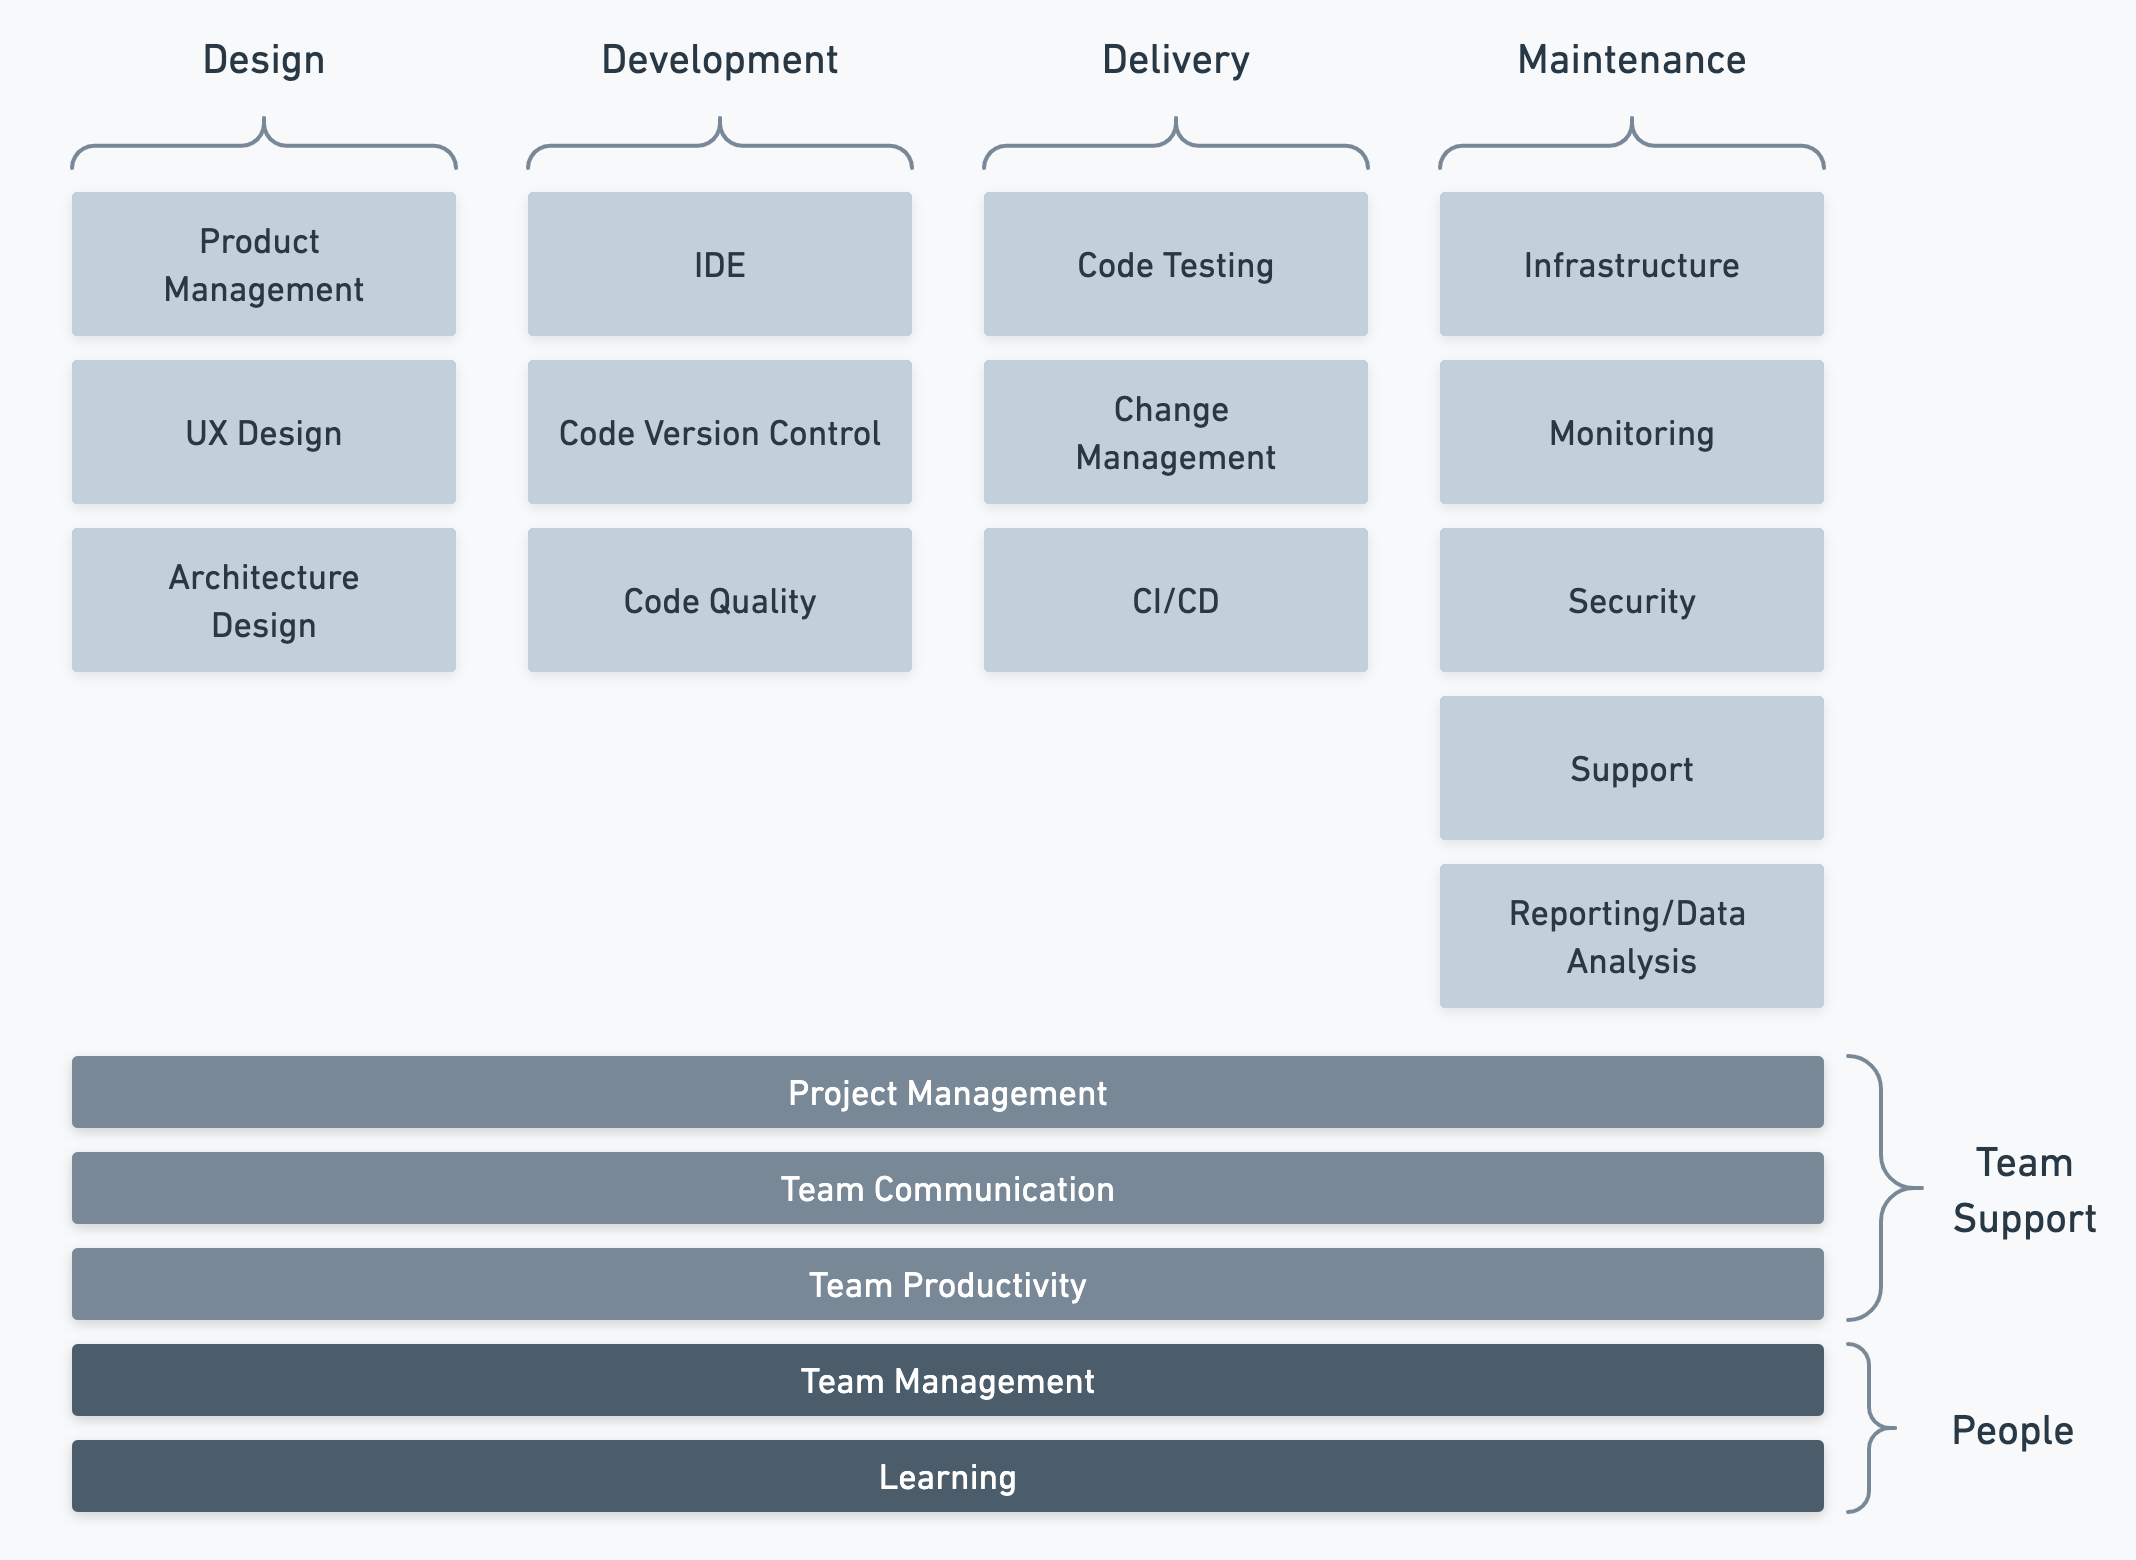 Design
Development
Delivery
Maintenance
Product
Management
IDE
Code Testing
Infrastructure
UX Design
Code Version Control
Change
Management
Monitoring
Architecture
Design
Code Quality
CI/CD
Security
Support
Reporting/Data
Analysis
Project Management
Team Communication
Team Productivity
Team
Support
Team Management
Learning
People